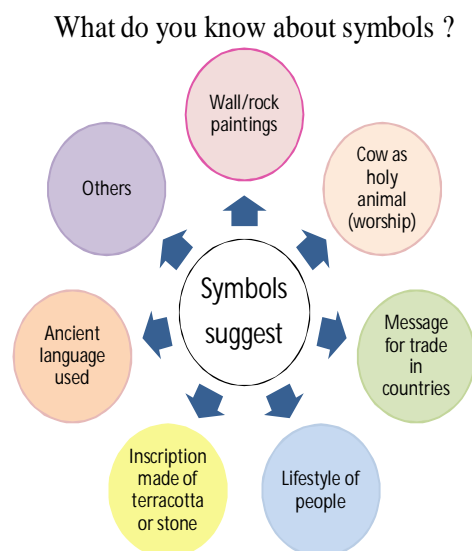 What do you know about symbols ?
Wall/rock
paintings
Cow as
holy
animal
(worship)
Message
for trade
in
countries
Lifestyle of
people
Inscription
made of
terracotta
or stone
Ancient
language
used
Others
Symbols
suggest